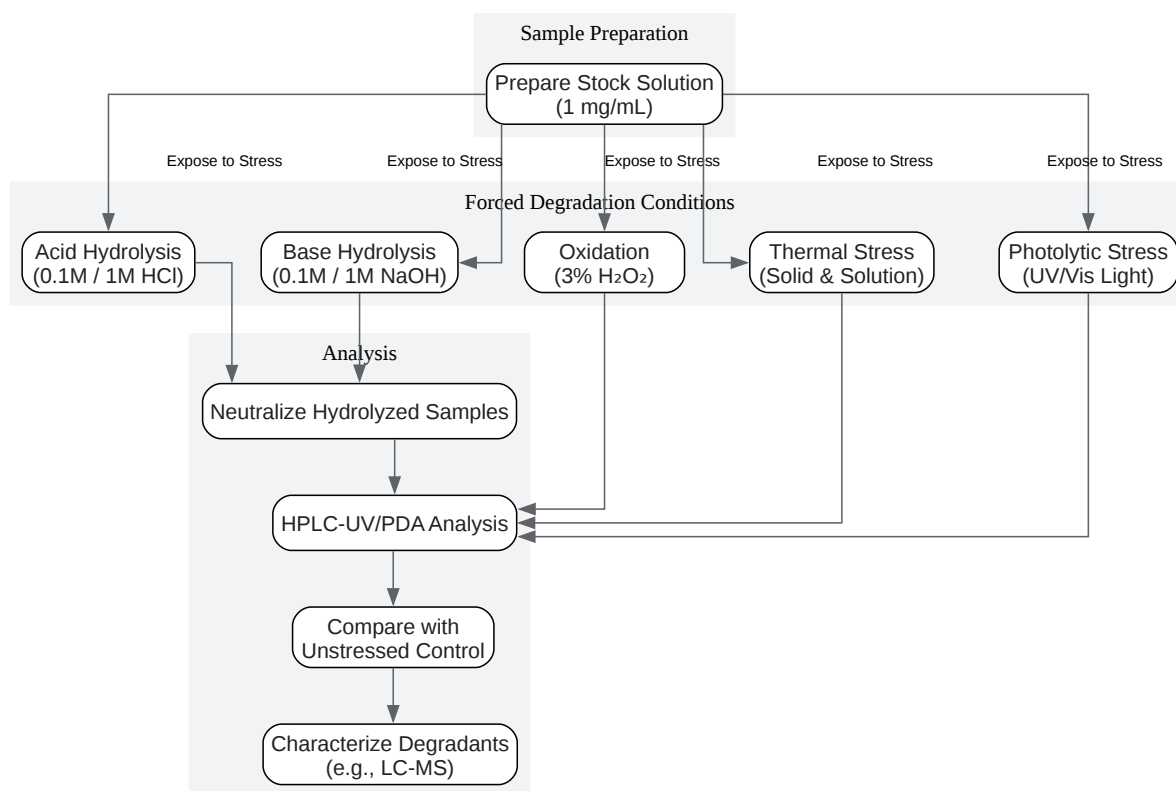 Sample Preparation
Prepare Stock Solution
(1 mg/mL)
Expose to Stress
Expose to Stress
Expose to Stress
Expose to Stress
Expose to Stress
Forced Degradation Conditions
Acid Hydrolysis
(0.1M / 1M HCl)
Base Hydrolysis
(0.1M / 1M NaOH)
Oxidation
(3% H₂O₂)
Thermal Stress
(Solid & Solution)
Photolytic Stress
(UV/Vis Light)
Analysis
Neutralize Hydrolyzed Samples
HPLC-UV/PDA Analysis
Compare with
Unstressed Control
Characterize Degradants
(e.g., LC-MS)